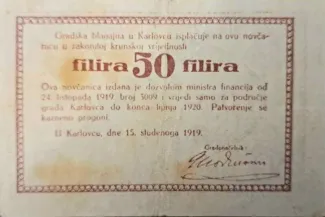 Gradska blagajna u Karlovcu isplaćuje na ovu novča-
nicu u zakonitoj krunskoj vrijednosti
filira 50 filira
Ova novčanica izdana je dozvolom ministra financija od
24. listopada 1919. broj 5009 i vrijedi samo za područje
grada Karlovca do konca lipnja 1920. Patvorenje se
kazneno progoni.
U Karlovcu, dne 15. studenoga 1919.
Gradonačelnik: